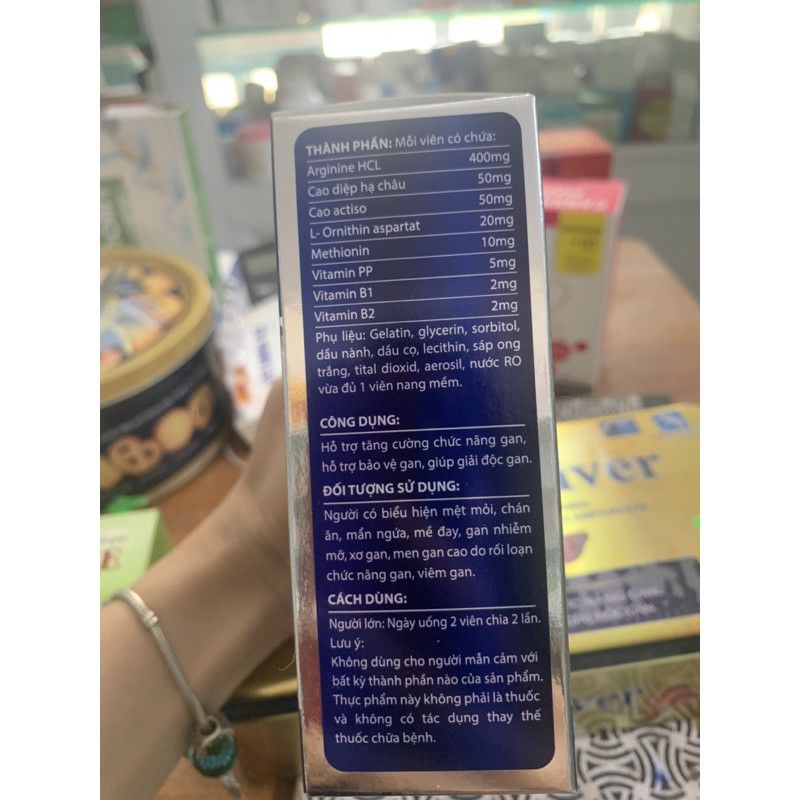 THÀNH PHẦN: Mỗi viên có chứa:
Arginine HCL 400mg
Cao diệp hạ châu 50mg
Cao actiso 50mg
L- Ornithin aspartat 20mg
Methionin 10mg
Vitamin PP 5mg
Vitamin B1 2mg
Vitamin B2 2mg
Phụ liệu: Gelatin, glycerin, sorbitol,
dầu nành, dầu cọ, lecithin, sáp ong
trắng, tital dioxid, aerosil, nước RO
vừa đủ 1 viên nang mềm.
CÔNG DỤNG:
Hỗ trợ tăng cường chức năng gan,
hỗ trợ bảo vệ gan, giúp giải độc gan.
ĐỐI TƯỢNG SỬ DỤNG:
Người có biểu hiện mệt mỏi, chán
ăn, mẩn ngứa, mề đay, gan nhiễm
mỡ, xơ gan, men gan cao do rối loạn
chức năng gan, viêm gan.
CÁCH DÙNG:
Người lớn: Ngày uống 2 viên chia 2 lần.
Lưu ý:
Không dùng cho người mẫn cảm với
bất kỳ thành phần nào của sản phẩm.
Thực phẩm này không phải là thuốc
và không có tác dụng thay thế
thuốc chữa bệnh.